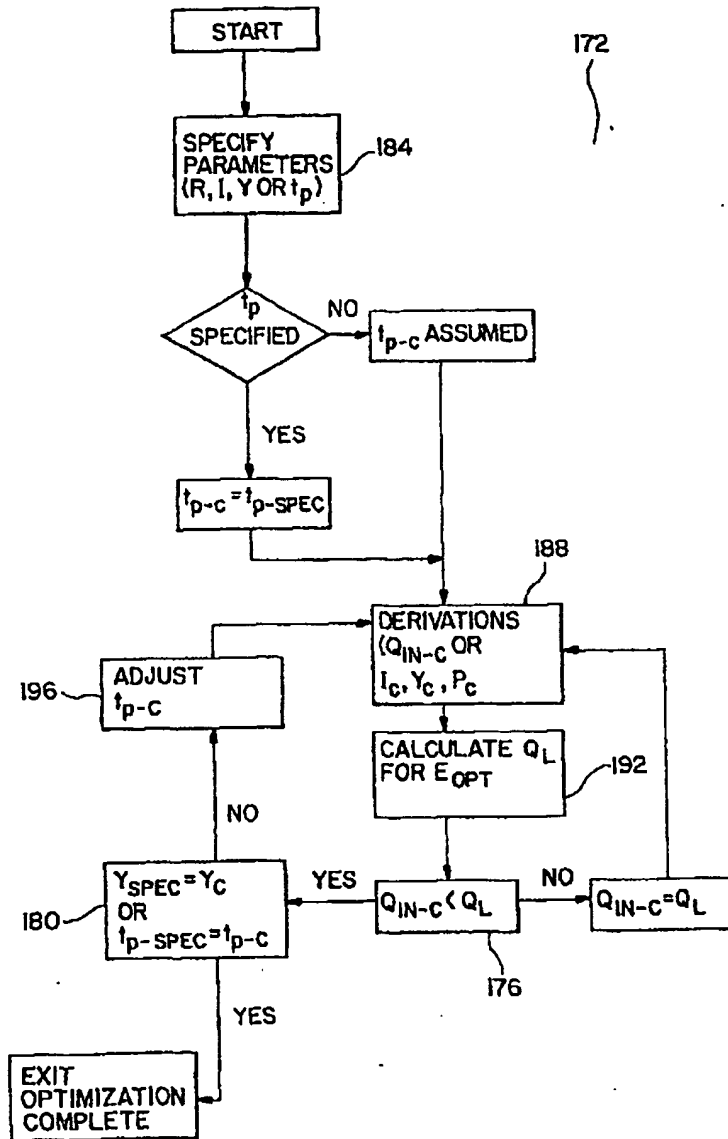 START
172
SPECIFY
PARAMETERS
(R, I, Y OR tp)
184
tp
SPECIFIED
NO
tp-c ASSUMED
YES
tp-c = tp-SPEC
188
DERIVATIONS
(QIN-C OR
IC, YC, PC
ADJUST
tp-c
196
CALCULATE QL
FOR EOPT
192
NO
YSPEC = YC
OR
tp-SPEC = tp-c
180
YES
QIN-C < QL
NO
QIN-C = QL
176
YES
EXIT
OPTIMIZATION
COMPLETE